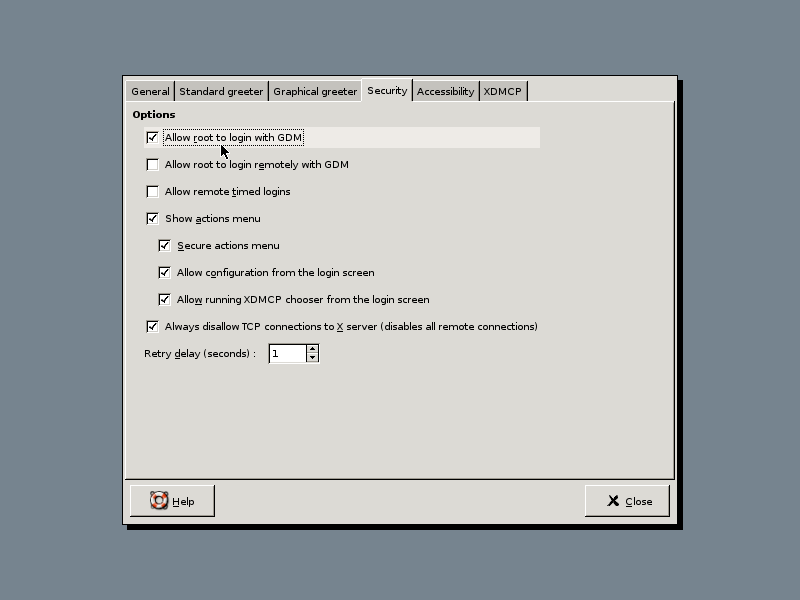 General Standard greeter Graphical greeter Security Accessibility XDMCP
Options
Allow root to login with GDM
Allow root to login remotely with GDM
Allow remote timed logins
Show actions menu
Secure actions menu
Allow configuration from the login screen
Allow running XDMCP chooser from the login screen
Always disallow TCP connections to X server (disables all remote connections)
Retry delay (seconds) : 1
Help Close